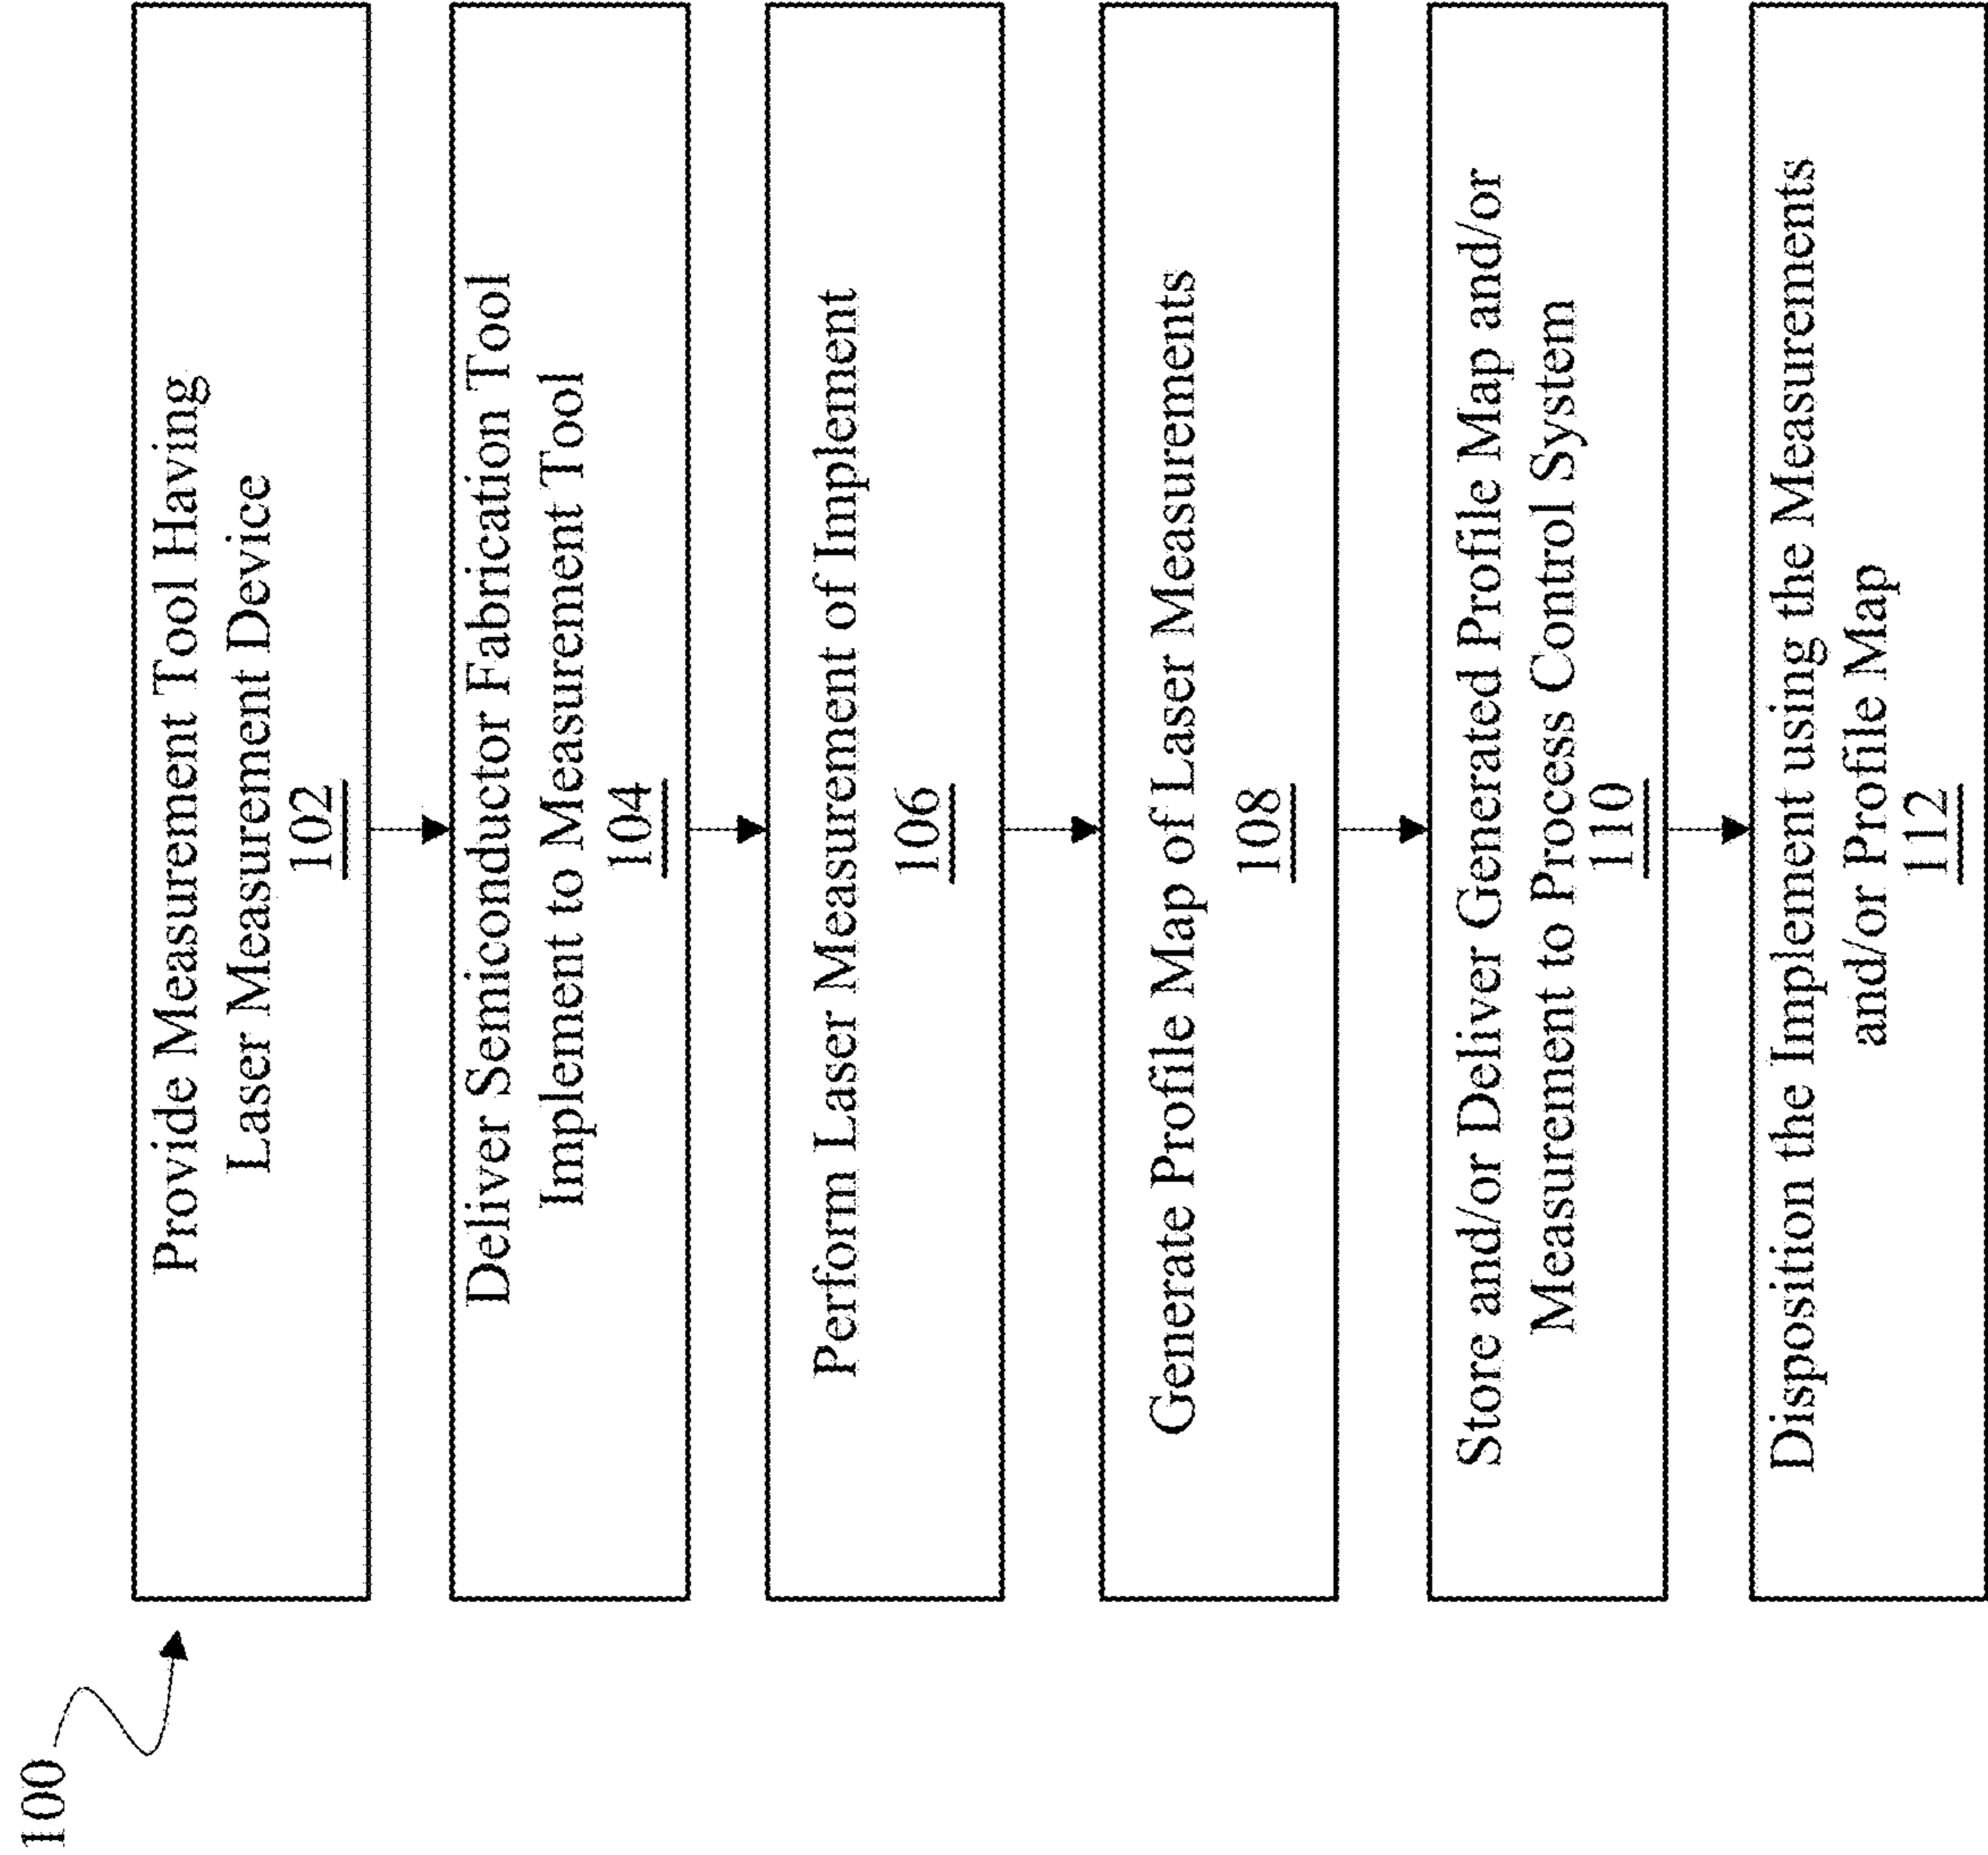 100
Provide Measurement Tool Having
Laser Measurement Device
102
Deliver Semiconductor Fabrication Tool
Implement to Measurement Tool
104
Perform Laser Measurement of Implement
106
Generate Profile Map of Laser Measurements
108
Store and/or Deliver Generated Profile Map and/or
Measurement to Process Control System
110
Disposition the Implement using the Measurements
and/or Profile Map
112